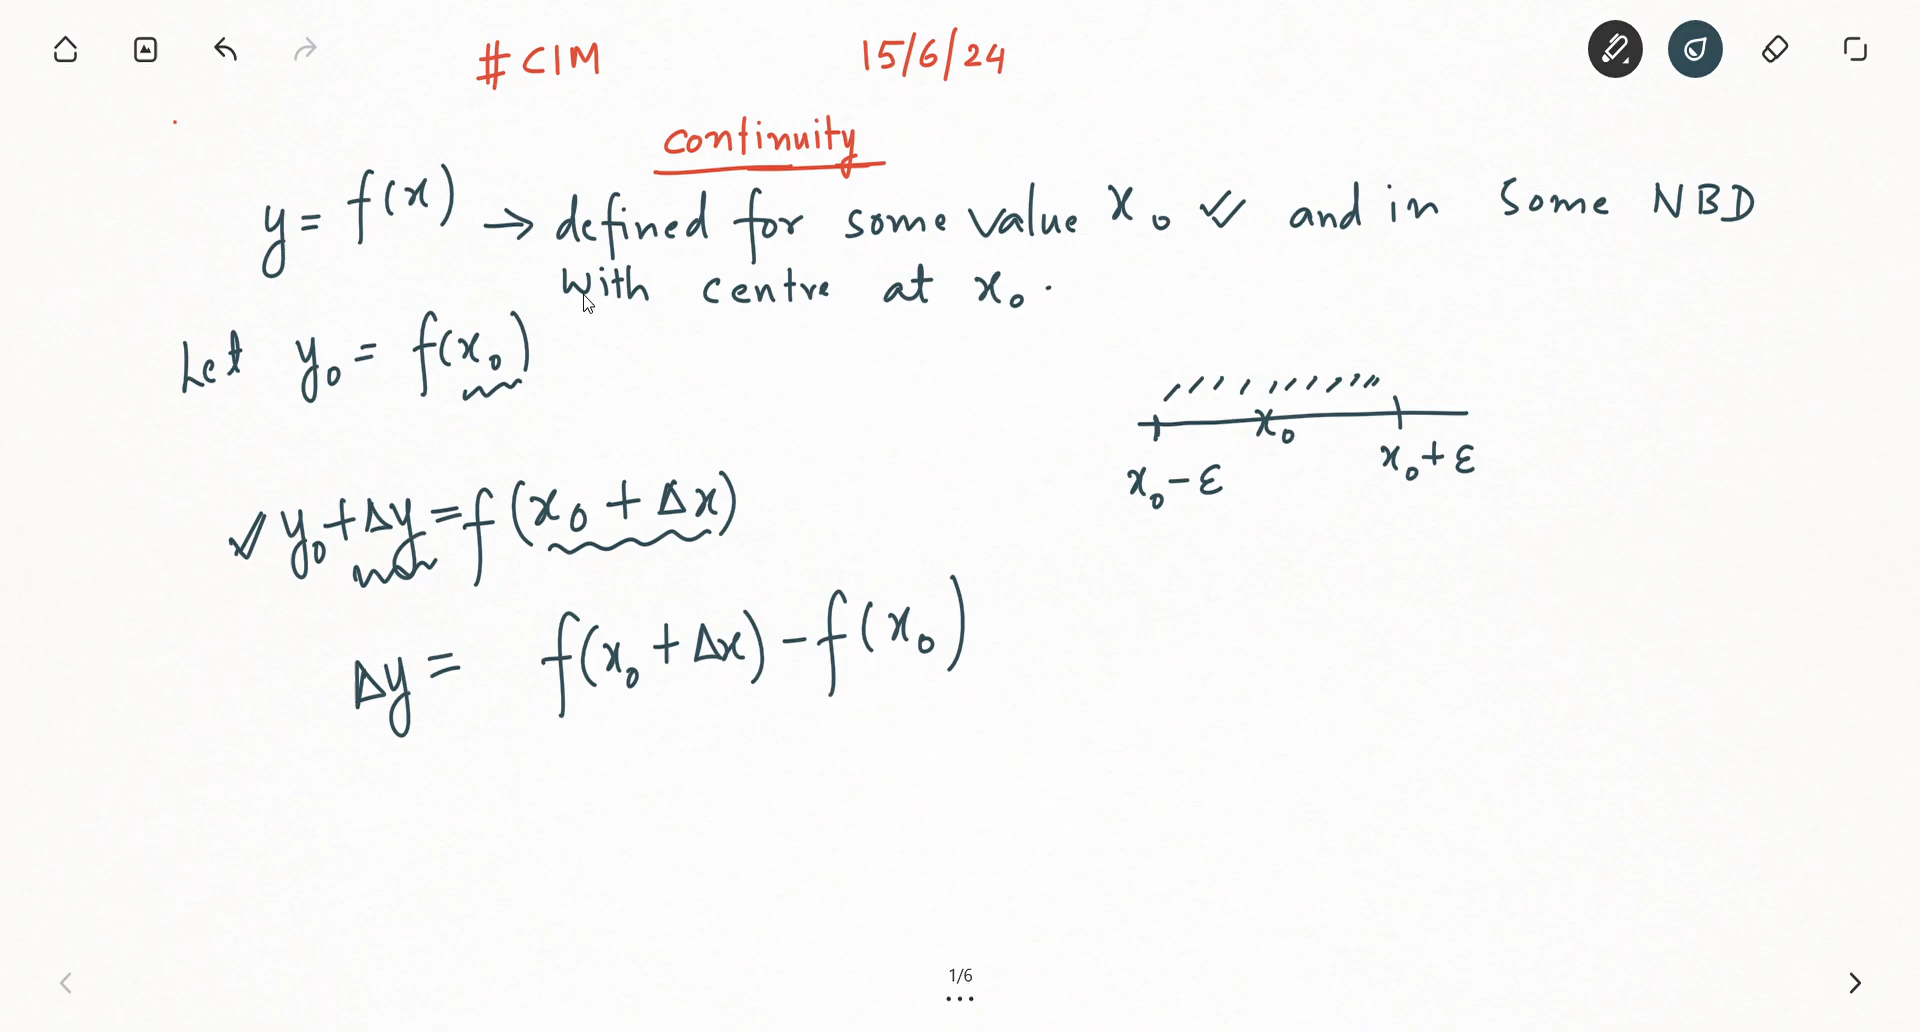 #CIM 15/6/24
continuity
y = f(x) → defined for some value x₀ ✓ and in some NBD
with centre at x₀.
Let y₀ = f(x₀)
x₀
x₀-ε x₀+ε
✓ y₀+Δy=f(x₀+Δx)
Δy= f(x₀+Δx)-f(x₀)
1/6